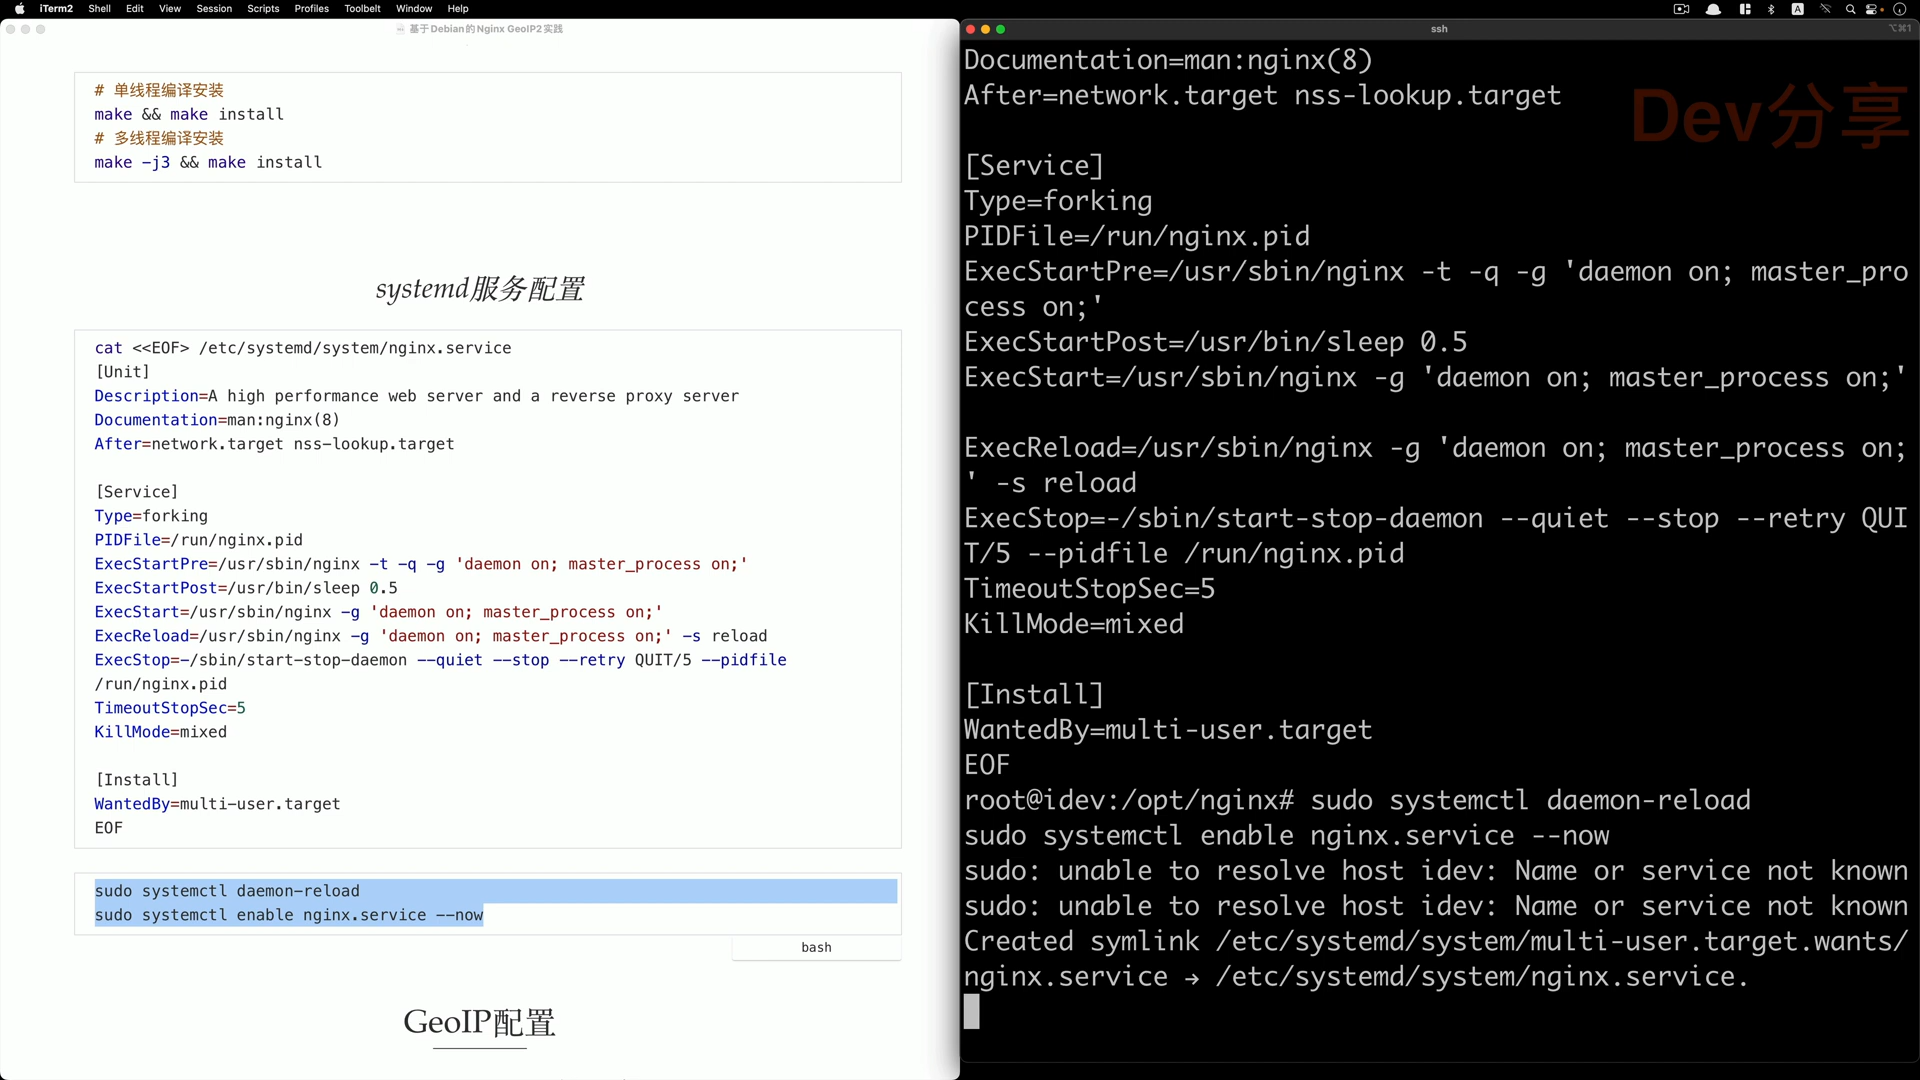 iTerm2 Shell Edit View Session Scripts Profiles Toolbelt Window Help
基于Debian的Nginx GeoIP2实践
# 单线程编译安装
make && make install
# 多线程编译安装
make -j3 && make install
systemd服务配置
cat <<EOF> /etc/systemd/system/nginx.service
[Unit]
Description=A high performance web server and a reverse proxy server
Documentation=man:nginx(8)
After=network.target nss-lookup.target
[Service]
Type=forking
PIDFile=/run/nginx.pid
ExecStartPre=/usr/sbin/nginx -t -q -g 'daemon on; master_process on;'
ExecStartPost=/usr/bin/sleep 0.5
ExecStart=/usr/sbin/nginx -g 'daemon on; master_process on;'
ExecReload=/usr/sbin/nginx -g 'daemon on; master_process on;' -s reload
ExecStop=-/sbin/start-stop-daemon --quiet --stop --retry QUIT/5 --pidfile
/run/nginx.pid
TimeoutStopSec=5
KillMode=mixed
[Install]
WantedBy=multi-user.target
EOF
sudo systemctl daemon-reload
sudo systemctl enable nginx.service --now
bash
GeoIP配置
ssh
⌥⌘1
Dev分享
Documentation=man:nginx(8)
After=network.target nss-lookup.target
[Service]
Type=forking
PIDFile=/run/nginx.pid
ExecStartPre=/usr/sbin/nginx -t -q -g 'daemon on; master_pro
cess on;'
ExecStartPost=/usr/bin/sleep 0.5
ExecStart=/usr/sbin/nginx -g 'daemon on; master_process on;'
ExecReload=/usr/sbin/nginx -g 'daemon on; master_process on;
' -s reload
ExecStop=-/sbin/start-stop-daemon --quiet --stop --retry QUI
T/5 --pidfile /run/nginx.pid
TimeoutStopSec=5
KillMode=mixed
[Install]
WantedBy=multi-user.target
EOF
root@idev:/opt/nginx# sudo systemctl daemon-reload
sudo systemctl enable nginx.service --now
sudo: unable to resolve host idev: Name or service not known
sudo: unable to resolve host idev: Name or service not known
Created symlink /etc/systemd/system/multi-user.target.wants/
nginx.service → /etc/systemd/system/nginx.service.